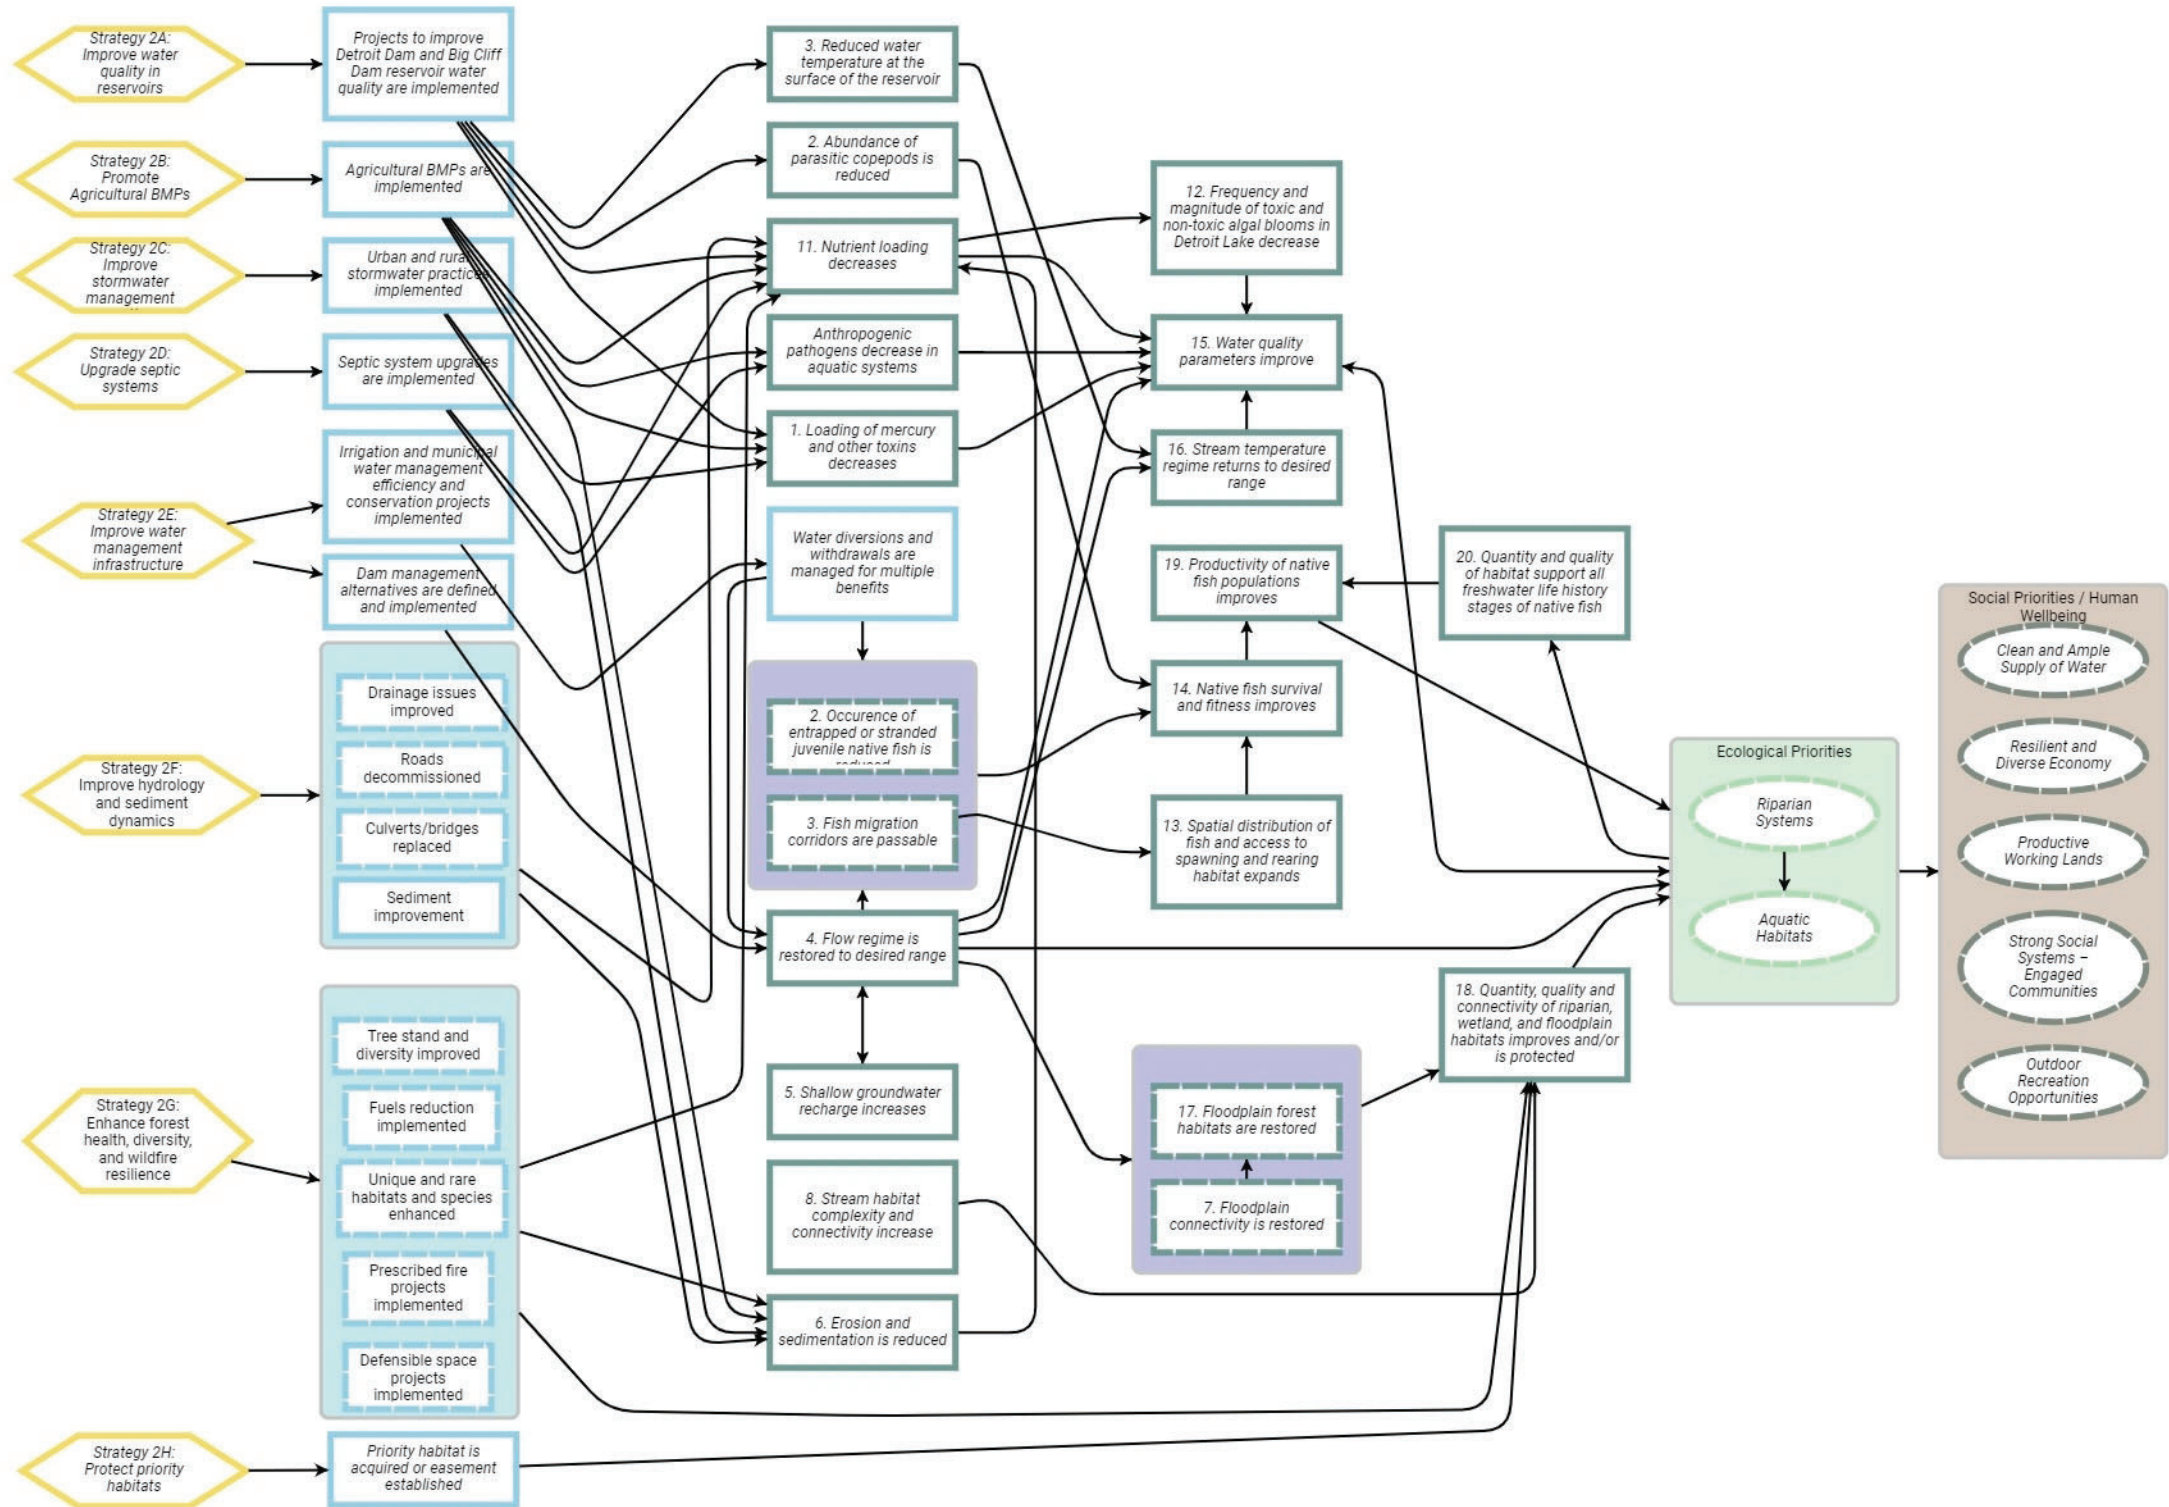 Strategy 2A:
Improve water
quality in
reservoirs
Projects to improve
Detroit Dam and Big Cliff
Dam reservoir water
quality are implemented
Strategy 2B:
Promote
Agricultural BMPs
Agricultural BMPs are
implemented
Strategy 2C:
Improve
stormwater
management
Urban and rural
stormwater practices
implemented
Strategy 2D:
Upgrade septic
systems
Septic system upgrades
are implemented
Strategy 2E:
Improve water
management
infrastructure
Irrigation and municipal
water management
efficiency and
conservation projects
implemented
Dam management
alternatives are defined
and implemented
Strategy 2F:
Improve hydrology
and sediment
dynamics
Drainage issues
improved
Roads
decommissioned
Culverts/bridges
replaced
Sediment
improvement
Strategy 2G:
Enhance forest
health, diversity,
and wildfire
resilience
Tree stand and
diversity improved
Fuels reduction
implemented
Unique and rare
habitats and species
enhanced
Prescribed fire
projects
implemented
Defensible space
projects
implemented
Strategy 2H:
Protect priority
habitats
Priority habitat is
acquired or easement
established
3. Reduced water
temperature at the
surface of the reservoir
2. Abundance of
parasitic copepods is
reduced
11. Nutrient loading
decreases
Anthropogenic
pathogens decrease in
aquatic systems
1. Loading of mercury
and other toxins
decreases
Water diversions and
withdrawals are
managed for multiple
benefits
2. Occurence of
entrapped or stranded
juvenile native fish is
reduced
3. Fish migration
corridors are passable
4. Flow regime is
restored to desired range
5. Shallow groundwater
recharge increases
8. Stream habitat
complexity and
connectivity increase
6. Erosion and
sedimentation is reduced
12. Frequency and
magnitude of toxic and
non-toxic algal blooms in
Detroit Lake decrease
15. Water quality
parameters improve
16. Stream temperature
regime returns to desired
range
19. Productivity of native
fish populations
improves
14. Native fish survival
and fitness improves
13. Spatial distribution of
fish and access to
spawning and rearing
habitat expands
17. Floodplain forest
habitats are restored
7. Floodplain
connectivity is restored
20. Quantity and quality
of habitat support all
freshwater life history
stages of native fish
18. Quantity, quality and
connectivity of riparian,
wetland, and floodplain
habitats improves and/or
is protected
Ecological Priorities
Riparian
Systems
Aquatic
Habitats
Social Priorities / Human
Wellbeing
Clean and Ample
Supply of Water
Resilient and
Diverse Economy
Productive
Working Lands
Strong Social
Systems –
Engaged
Communities
Outdoor
Recreation
Opportunities